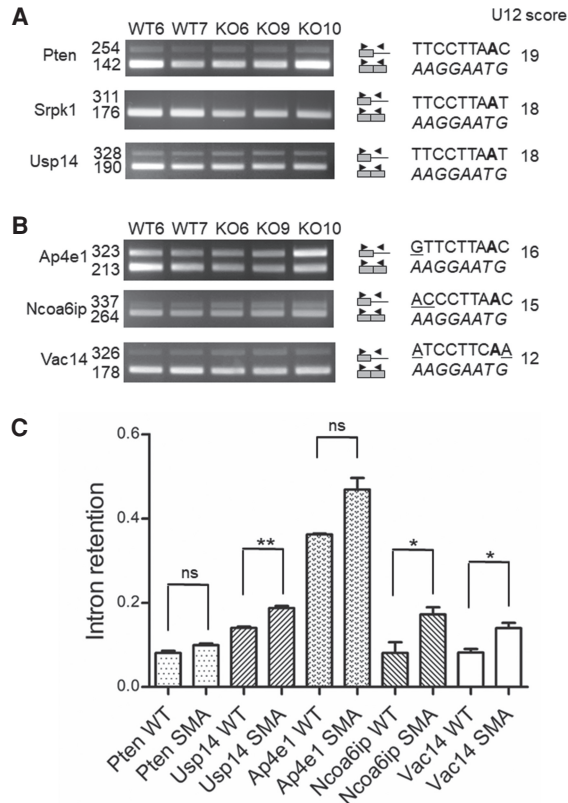 A
U12 score
WT6 WT7 KO6 KO9 KO10
Pten 254 142 TTCCTTAAC AAGGAATG 19
Srpk1 311 176 TTCCTTAAT AAGGAATG 18
Usp14 328 190 TTCCTTAAT AAGGAATG 18
B
WT6 WT7 KO6 KO9 KO10
Ap4e1 323 213 GTTCTTAAC AAGGAATG 16
Ncoa6ip 337 264 ACCCTTAAC AAGGAATG 15
Vac14 326 178 ATCCTTCAA AAGGAATG 12
C
Intron retention
0.6
0.4
0.2
0.0
ns
**
ns
*
*
Pten WT
Pten SMA
Usp14 WT
Usp14 SMA
Ap4e1 WT
Ap4e1 SMA
Ncoa6ip WT
Ncoa6ip SMA
Vac14 WT
Vac14 SMA